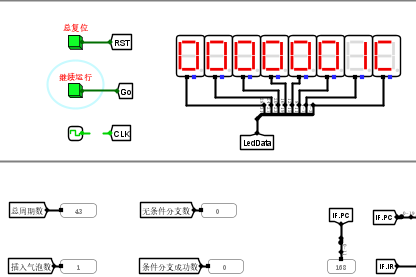 总复位
RST
继续运行
Go
CLK
LedData
总周期数 43
无条件分支数 0
IF.PC
IF.PC
插入气泡数 1
条件分支成功数 0
168
IF.IR